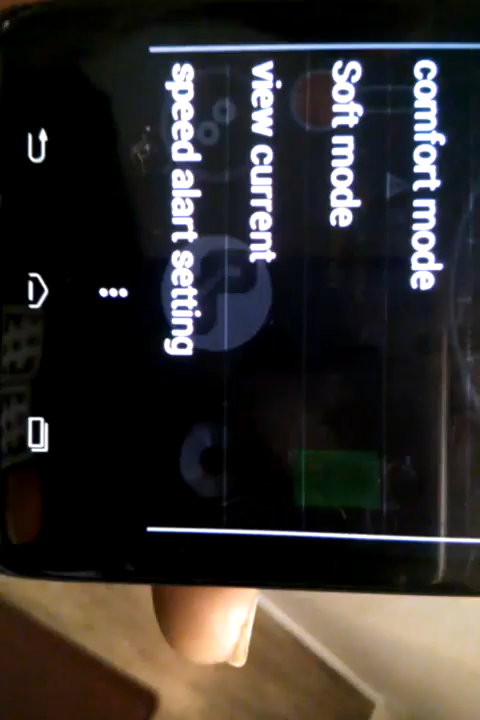 comfort mode
Soft mode
view current
speed alart setting